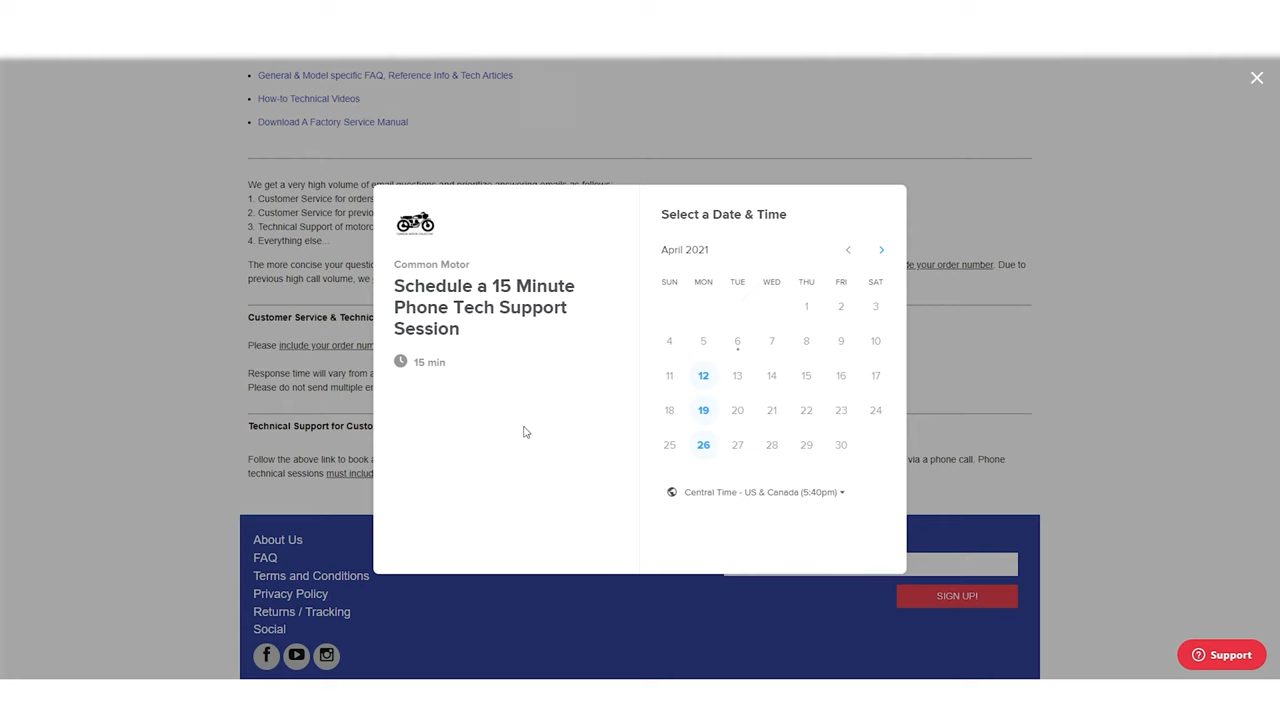 General & Model specific FAQ, Reference Info & Tech Articles
How-to Technical Videos
Download A Factory Service Manual
We get a very high volume of email questions and prioritize answering emails as follows:
1. Customer Service for orders
2. Customer Service for previo
3. Technical Support of motorc
4. Everything else...
The more concise your questi
de your order number. Due to
previous high call volume, we
Customer Service & Technic
Please include your order num
Response time will vary from a
Please do not send multiple e
Technical Support for Custo
Follow the above link to book a
via a phone call. Phone
technical sessions must includ
Common Motor
Schedule a 15 Minute
Phone Tech Support
Session
15 min
Select a Date & Time
April 2021
SUN MON TUE WED THU FRI SAT
1 2 3
4 5 6 7 8 9 10
11 12 13 14 15 16 17
18 19 20 21 22 23 24
25 26 27 28 29 30
Central Time - US & Canada (5:40pm)
About Us
FAQ
Terms and Conditions
Privacy Policy
Returns / Tracking
Social
SIGN UP!
Support